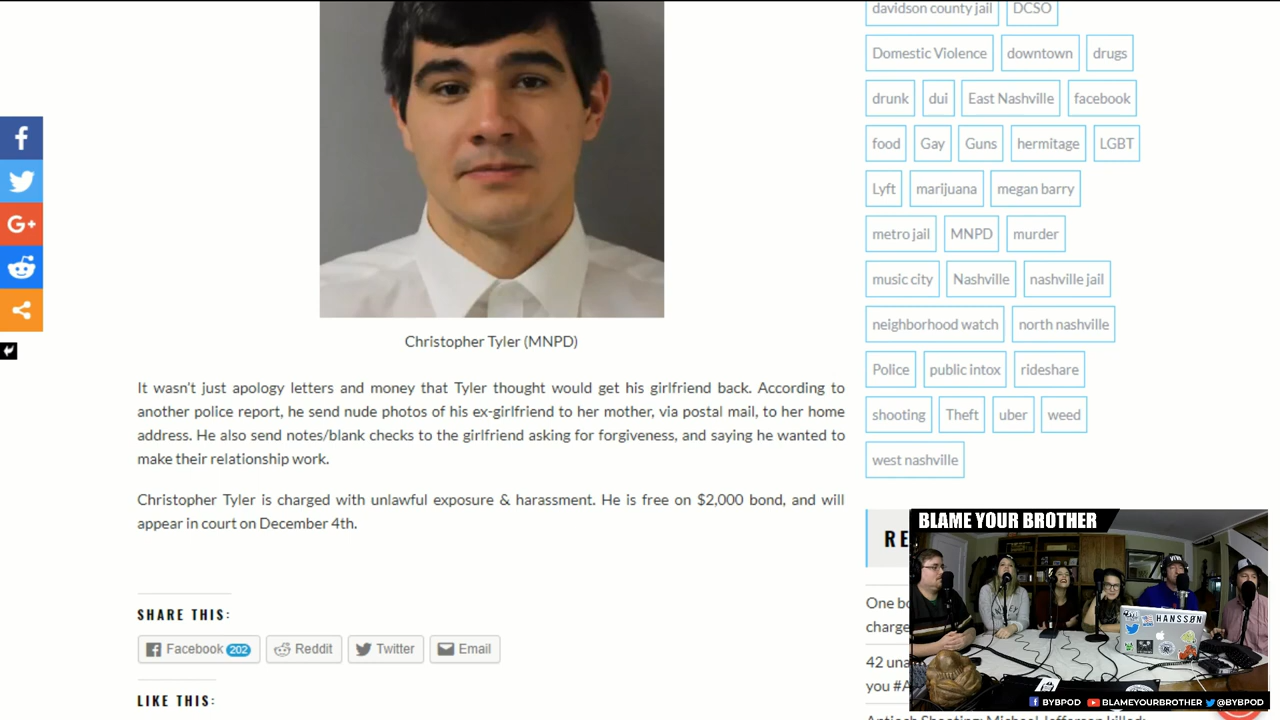 davidson county jail DCSO
Domestic Violence downtown drugs
drunk dui East Nashville facebook
food Gay Guns hermitage LGBT
Lyft marijuana megan barry
metro jail MNPD murder
music city Nashville nashville jail
neighborhood watch north nashville
Police public intox rideshare
shooting Theft uber weed
west nashville
Christopher Tyler (MNPD)
It wasn't just apology letters and money that Tyler thought would get his girlfriend back. According to
another police report, he send nude photos of his ex-girlfriend to her mother, via postal mail, to her home
address. He also send notes/blank checks to the girlfriend asking for forgiveness, and saying he wanted to
make their relationship work.
Christopher Tyler is charged with unlawful exposure & harassment. He is free on $2,000 bond, and will
appear in court on December 4th.
SHARE THIS:
Facebook 202 Reddit Twitter Email
LIKE THIS:
RE
One bo
charge
42 una
you #A
Antioch Shooting: Michael Jefferson killed;
BLAME YOUR BROTHER
HANSSØN
BYBPOD BLAMEYOURBROTHER @BYBPOD